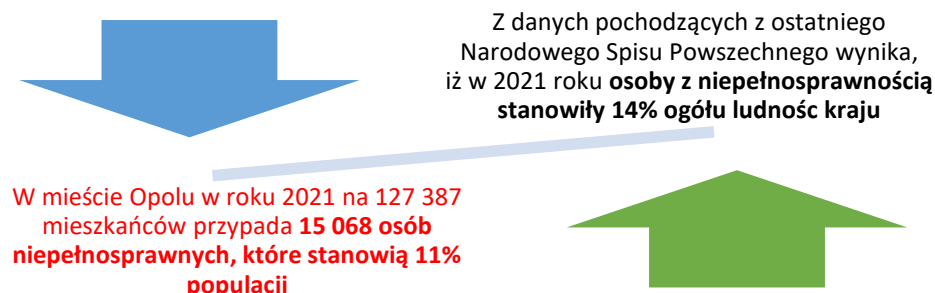 Z danych pochodzących z ostatniego
Narodowego Spisu Powszechnego wynika,
iż w 2021 roku osoby z niepełnosprawnością
stanowiły 14% ogółu ludnośc kraju
W mieście Opolu w roku 2021 na 127 387
mieszkańców przypada 15 068 osób
niepełnosprawnych, które stanowią 11%
populacji